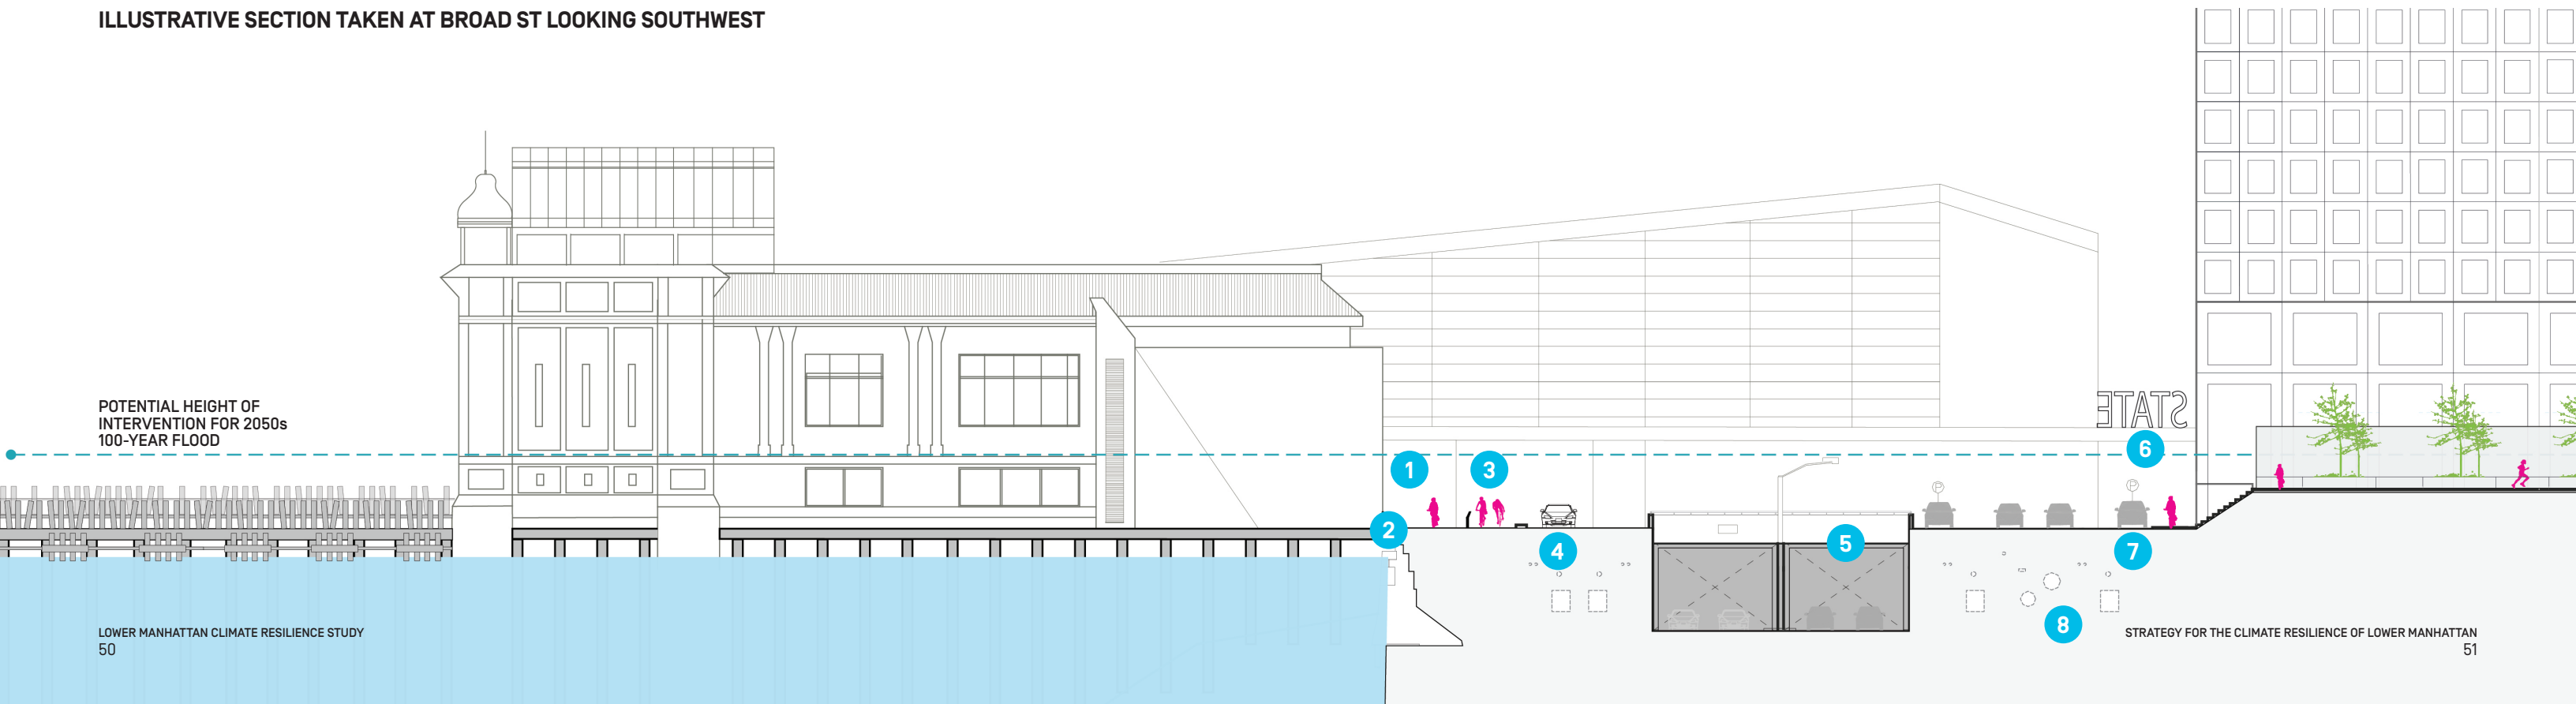 ILLUSTRATIVE SECTION TAKEN AT BROAD ST LOOKING SOUTHWEST
POTENTIAL HEIGHT OF
INTERVENTION FOR 2050s
100-YEAR FLOOD
STATE
1
3
6
2
4
5
7
8
P
P
LOWER MANHATTAN CLIMATE RESILIENCE STUDY
50
STRATEGY FOR THE CLIMATE RESILIENCE OF LOWER MANHATTAN
51